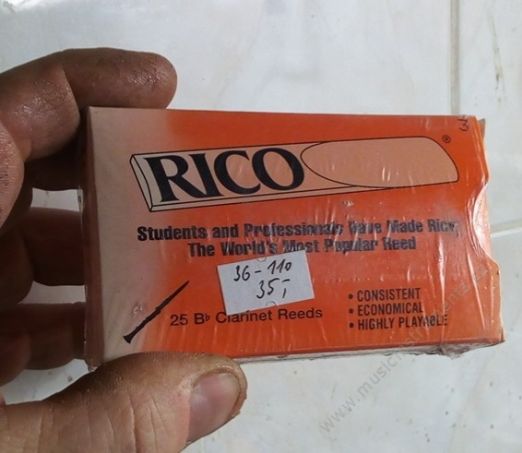 RICO®
Students and Professionals Have Made Rico,
The World's Most Popular Reed
36-110
35,-
25 B♭ Clarinet Reeds
• CONSISTENT
• ECONOMICAL
• HIGHLY PLAYABLE